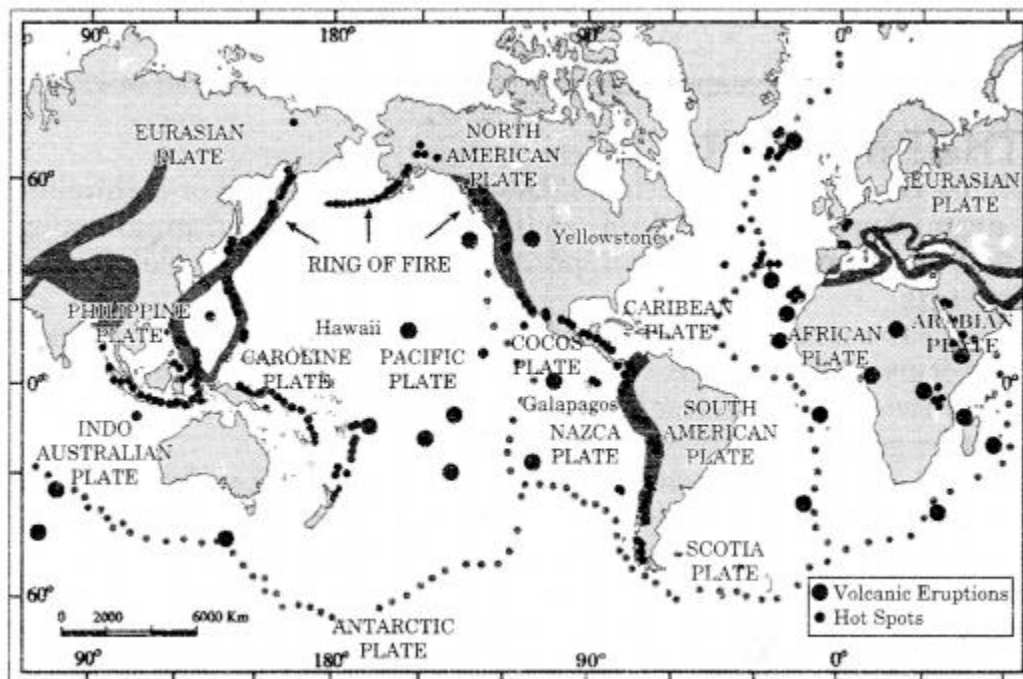 90° 180° 90° 0°
EURASIAN
PLATE
NORTH
AMERICAN
PLATE
EURASIAN
PLATE
60°
60°
Yellowstone
RING OF FIRE
PHILIPPINE
PLATE
Hawaii
CAROLINE
PLATE
PACIFIC
PLATE
COCOS
PLATE
CARIBEAN
PLATE
AFRICAN
PLATE
ARABIAN
PLATE
0°
0°
Galapagos
INDO
AUSTRALIAN
PLATE
NAZCA
PLATE
SOUTH
AMERICAN
PLATE
SCOTIA
PLATE
60°
0 2000 6000 Km
ANTARCTIC
PLATE
Volcanic Eruptions
Hot Spots
90° 180° 90° 0°